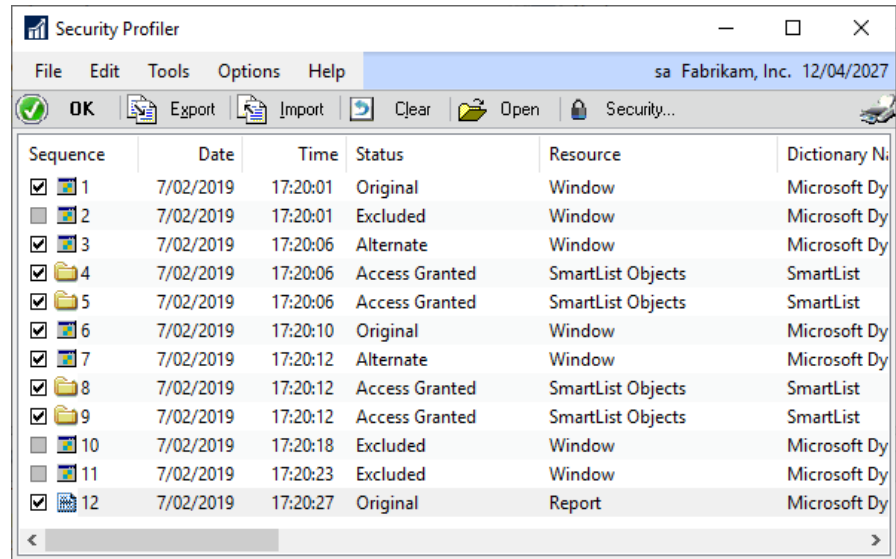 Security Profiler
File Edit Tools Options Help sa Fabrikam, Inc. 12/04/2027
OK Export Import Clear Open Security...
Sequence Date Time Status Resource Dictionary Na
1 7/02/2019 17:20:01 Original Window Microsoft Dy
2 7/02/2019 17:20:01 Excluded Window Microsoft Dy
3 7/02/2019 17:20:06 Alternate Window Microsoft Dy
4 7/02/2019 17:20:06 Access Granted SmartList Objects SmartList
5 7/02/2019 17:20:06 Access Granted SmartList Objects SmartList
6 7/02/2019 17:20:10 Original Window Microsoft Dy
7 7/02/2019 17:20:12 Alternate Window Microsoft Dy
8 7/02/2019 17:20:12 Access Granted SmartList Objects SmartList
9 7/02/2019 17:20:12 Access Granted SmartList Objects SmartList
10 7/02/2019 17:20:18 Excluded Window Microsoft Dy
11 7/02/2019 17:20:23 Excluded Window Microsoft Dy
12 7/02/2019 17:20:27 Original Report Microsoft Dy